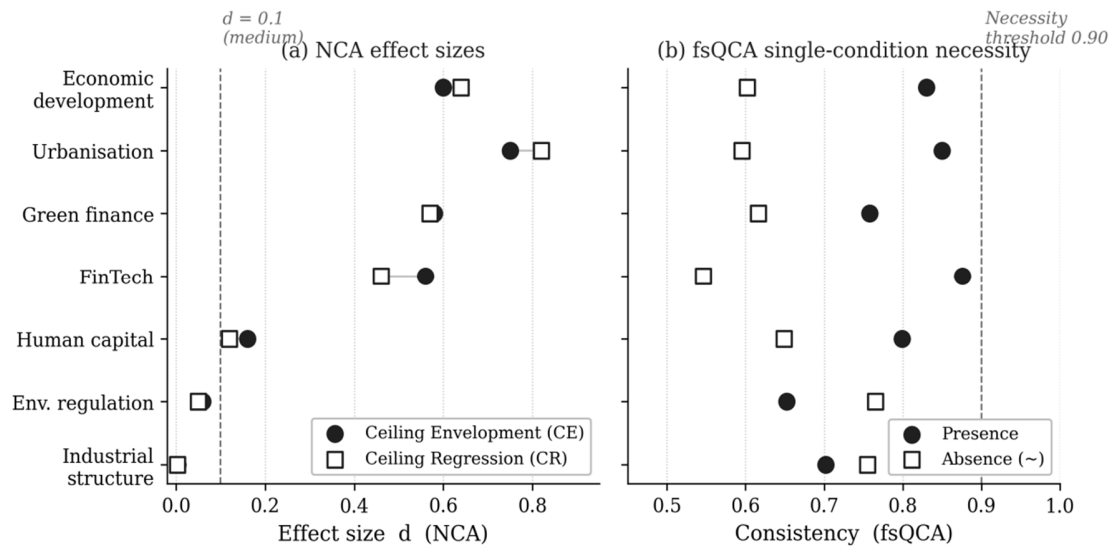 d = 0.1
(medium)
(a) NCA effect sizes
Necessity
threshold 0.90
(b) fsQCA single-condition necessity
Economic
development
Urbanisation
Green finance
FinTech
Human capital
Env. regulation
Industrial
structure
Ceiling Envelopment (CE)
Ceiling Regression (CR)
Presence
Absence (~)
0.0 0.2 0.4 0.6 0.8
0.5 0.6 0.7 0.8 0.9 1.0
Effect size d (NCA)
Consistency (fsQCA)